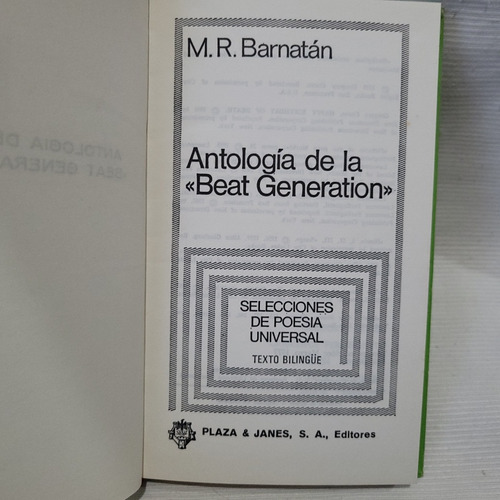 M.R. Barnatán
Antología de la
«Beat Generation»
SELECCIONES
DE POESIA
UNIVERSAL
TEXTO BILINGÜE
PLAZA & JANES, S. A., Editores